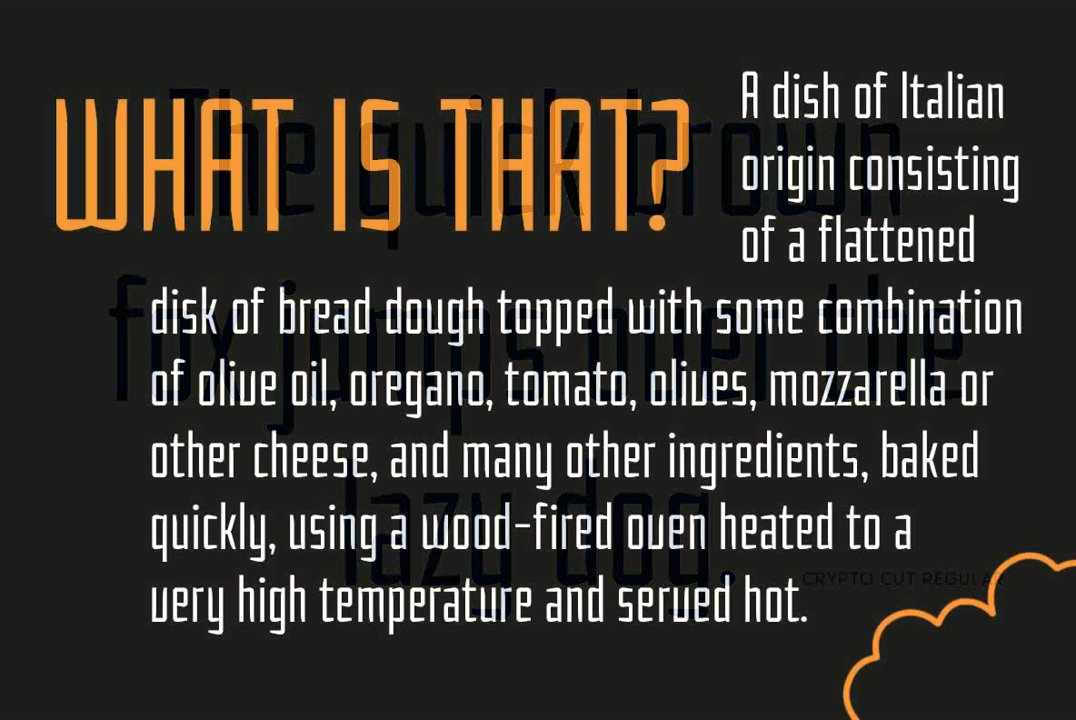 WHAT IS THAT?
A dish of Italian
origin consisting
of a flattened
disk of bread dough topped with some combination
of olive oil, oregano, tomato, olives, mozzarella or
other cheese, and many other ingredients, baked
quickly, using a wood-fired oven heated to a
very high temperature and served hot.
The quick brown
fox jumps over the
lazy dog.
CRYPTO CUT REGULAR